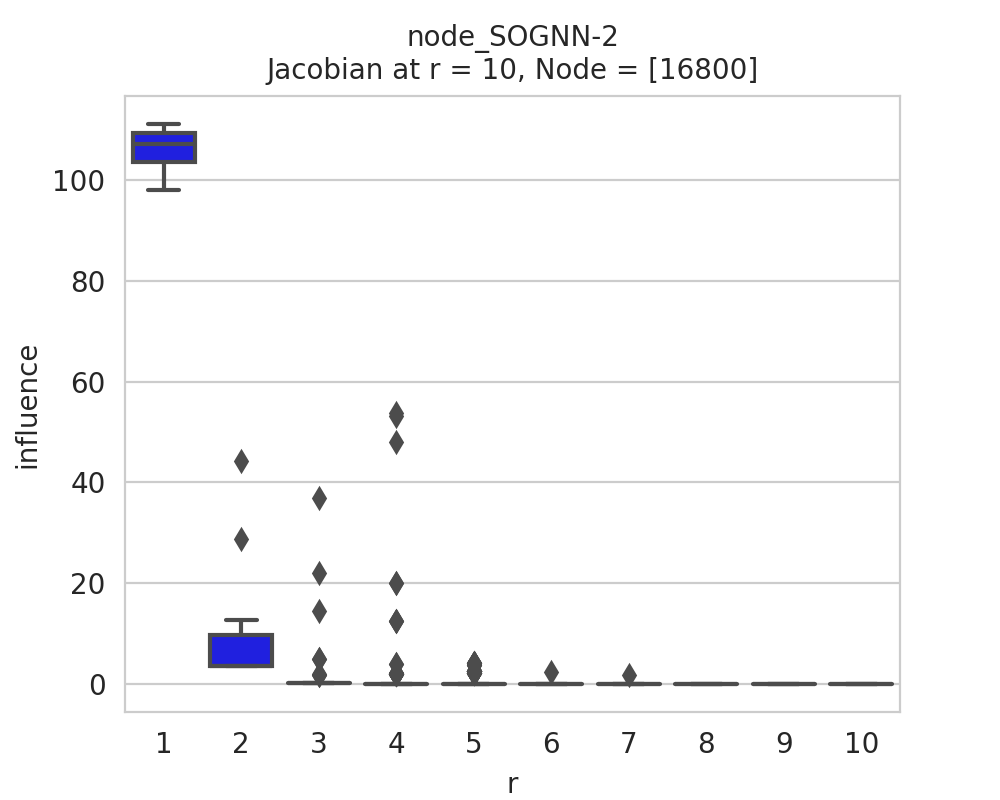 node_SOGNN-2
Jacobian at r = 10, Node = [16800]
influence
100
80
60
40
20
0
1 2 3 4 5 6 7 8 9 10
r